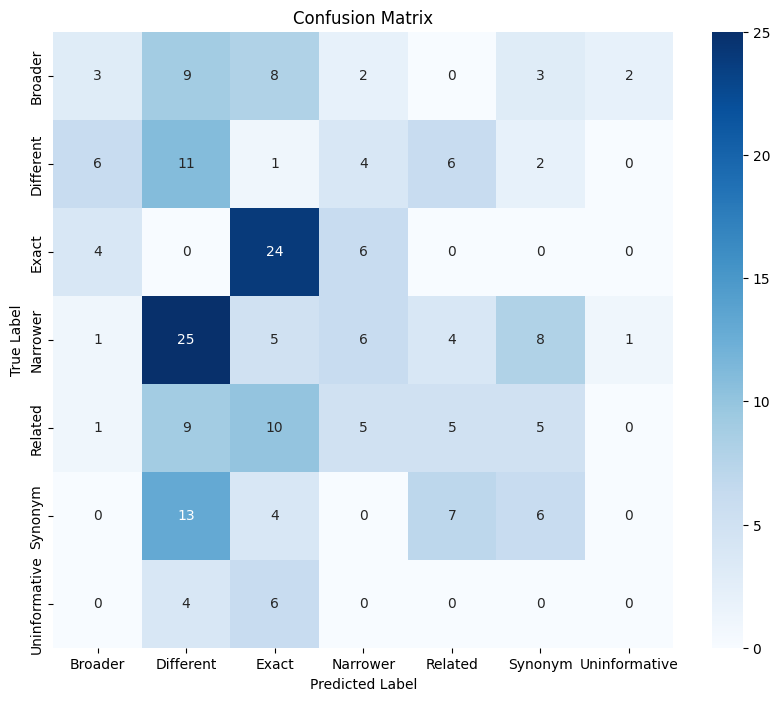 Confusion Matrix
True Label
Broader 3 9 8 2 0 3 2
Different 6 11 1 4 6 2 0
Exact 4 0 24 6 0 0 0
Narrower 1 25 5 6 4 8 1
Related 1 9 10 5 5 5 0
Synonym 0 13 4 0 7 6 0
Uninformative 0 4 6 0 0 0 0
Broader Different Exact Narrower Related Synonym Uninformative
Predicted Label
25
20
15
10
5
0